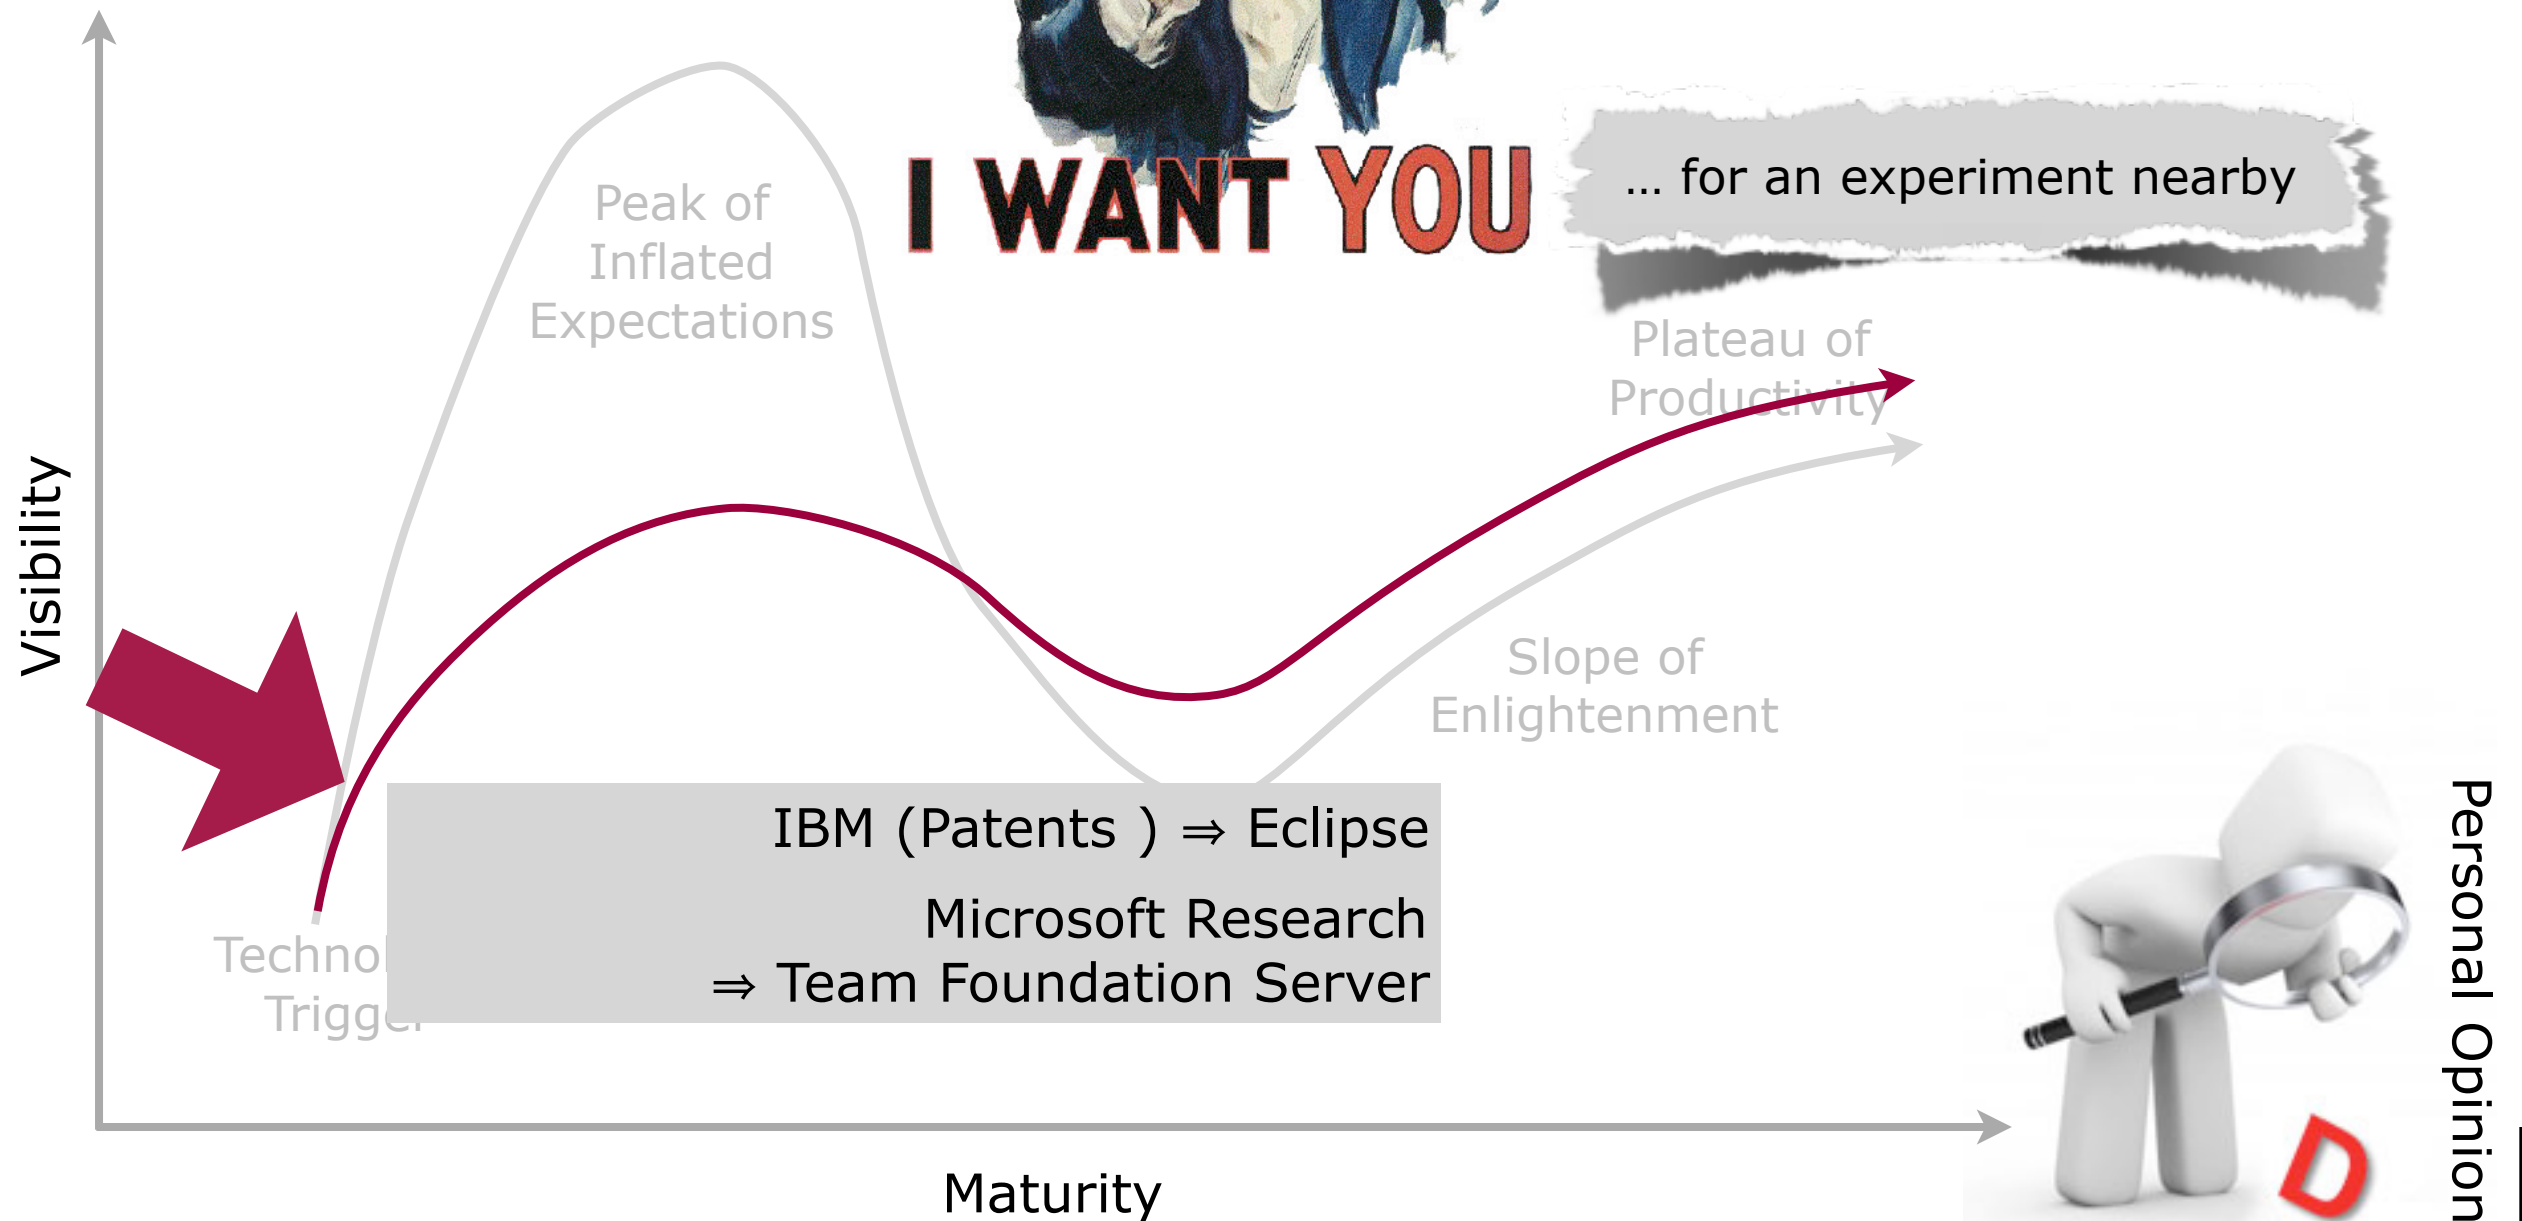 I WANT YOU
... for an experiment nearby
Peak of
Inflated
Expectations
Plateau of
Productivity
Visibility
Slope of
Enlightenment
IBM (Patents ) ⇒ Eclipse
Microsoft Research
⇒ Team Foundation Server
Trigger
Maturity
Personal Opinion
D